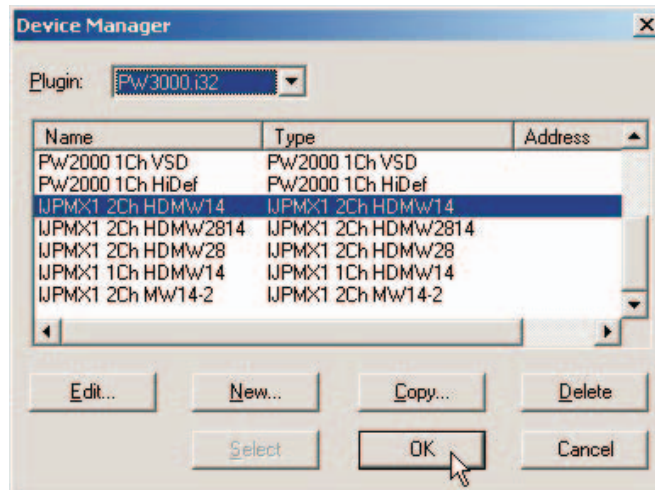 Device Manager
Plugin: PW3000.i32
Name Type Address
PW2000 1Ch VSD PW2000 1Ch VSD
PW2000 1Ch HiDef PW2000 1Ch HiDef
IJPMX1 2Ch HDMW14 IJPMX1 2Ch HDMW14
IJPMX1 2Ch HDMW2814 IJPMX1 2Ch HDMW2814
IJPMX1 2Ch HDMW28 IJPMX1 2Ch HDMW28
IJPMX1 1Ch HDMW14 IJPMX1 1Ch HDMW14
IJPMX1 2Ch MW14-2 IJPMX1 2Ch MW14-2
Edit... New... Copy... Delete
Select OK Cancel